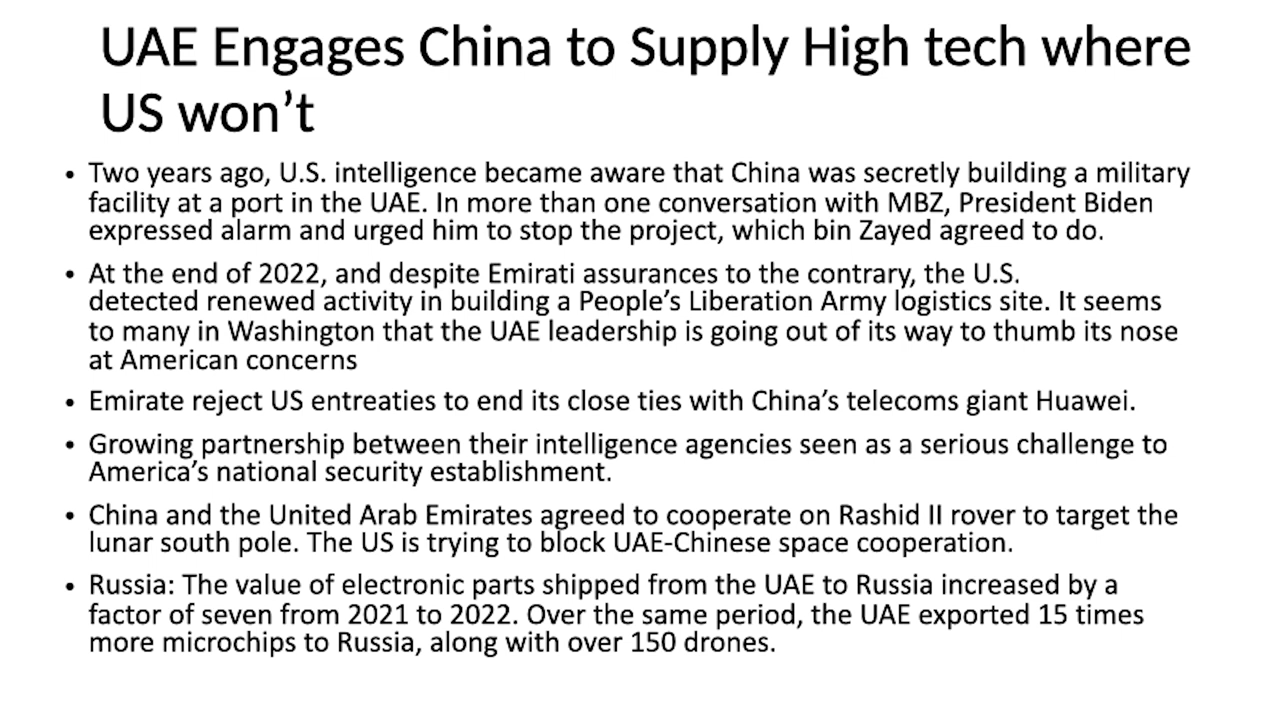 UAE Engages China to Supply High tech where
US won’t
• Two years ago, U.S. intelligence became aware that China was secretly building a military
facility at a port in the UAE. In more than one conversation with MBZ, President Biden
expressed alarm and urged him to stop the project, which bin Zayed agreed to do.
• At the end of 2022, and despite Emirati assurances to the contrary, the U.S.
detected renewed activity in building a People’s Liberation Army logistics site. It seems
to many in Washington that the UAE leadership is going out of its way to thumb its nose
at American concerns
• Emirate reject US entreaties to end its close ties with China’s telecoms giant Huawei.
• Growing partnership between their intelligence agencies seen as a serious challenge to
America’s national security establishment.
• China and the United Arab Emirates agreed to cooperate on Rashid II rover to target the
lunar south pole. The US is trying to block UAE-Chinese space cooperation.
• Russia: The value of electronic parts shipped from the UAE to Russia increased by a
factor of seven from 2021 to 2022. Over the same period, the UAE exported 15 times
more microchips to Russia, along with over 150 drones.